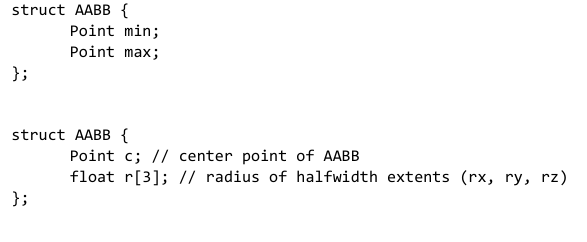 struct AABB {
Point min;
Point max;
};
struct AABB {
Point c; // center point of AABB
float r[3]; // radius of halfwidth extents (rx, ry, rz)
};